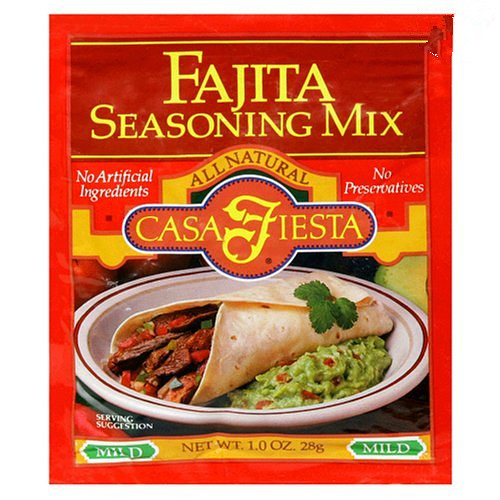 FAJITA
SEASONING MIX
No Artificial
Ingredients
No
Preservatives
ALL NATURAL
CASA FIESTA
®
SERVING
SUGGESTION
MILD
NET WT. 1.0 OZ. 28g
MILD